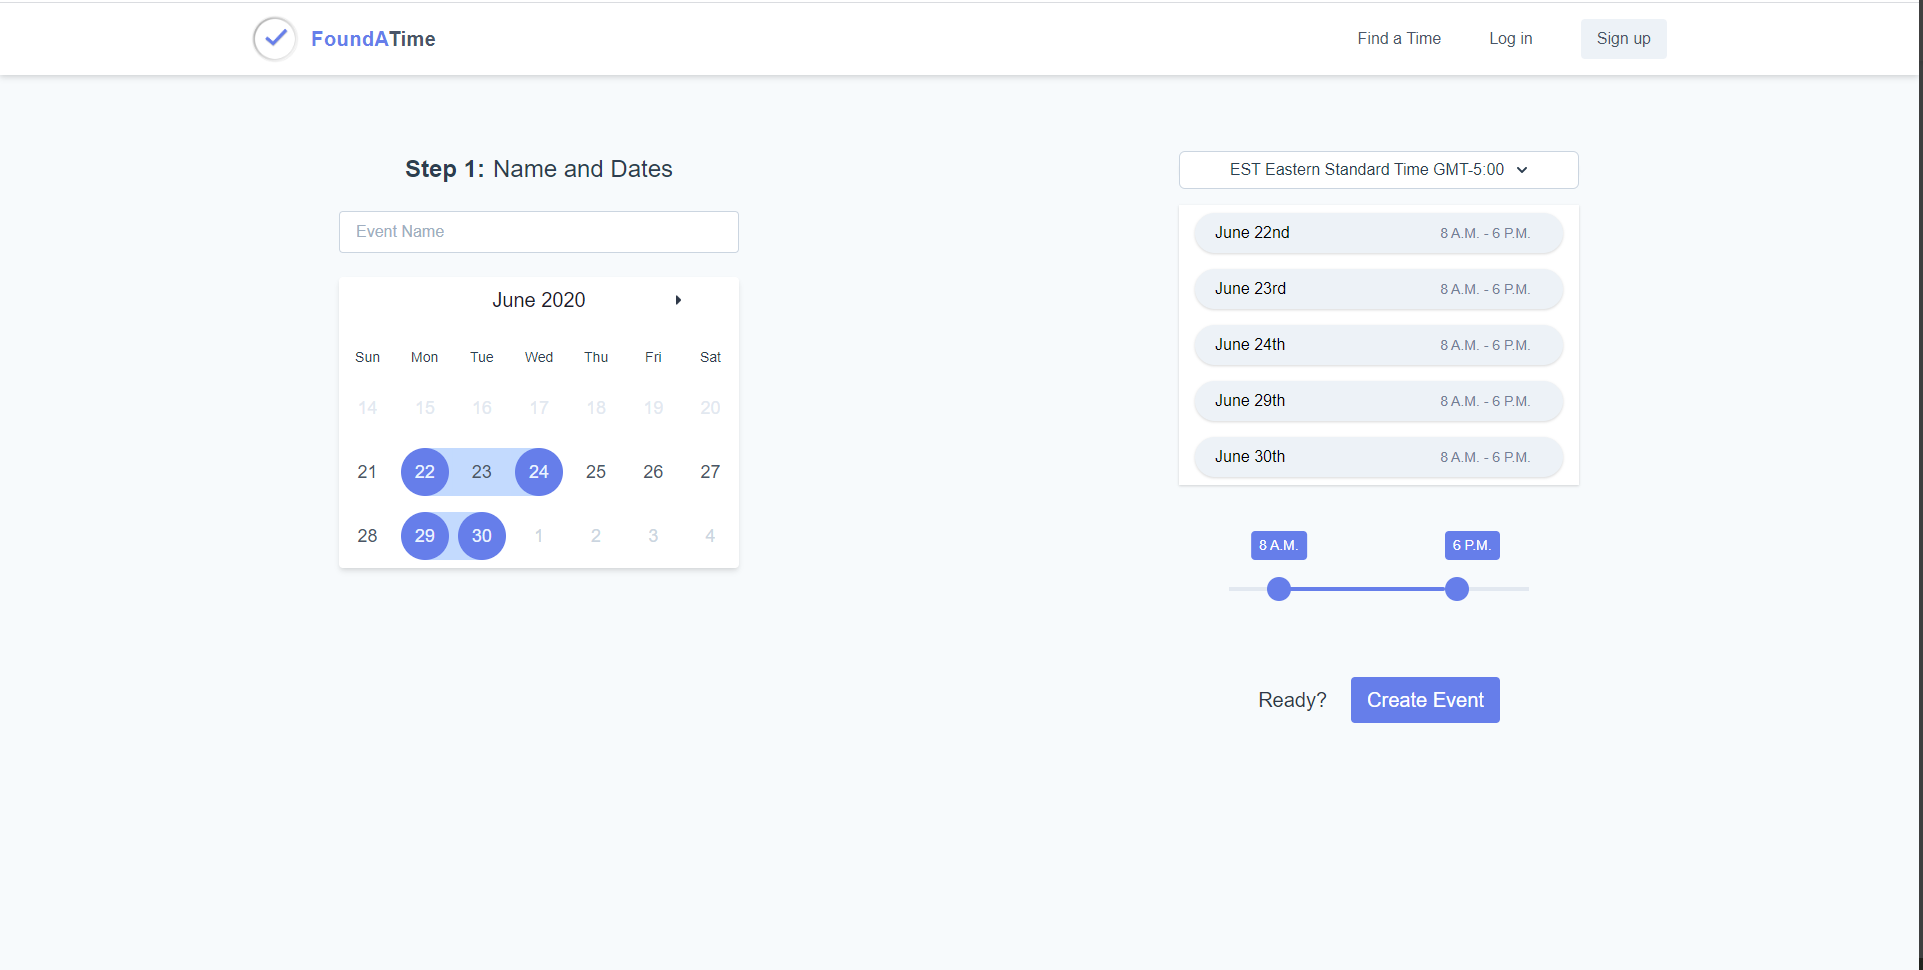 FoundATime
Find a Time
Log in
Sign up
Step 1: Name and Dates
Event Name
June 2020
Sun Mon Tue Wed Thu Fri Sat
14 15 16 17 18 19 20
21 22 23 24 25 26 27
28 29 30 1 2 3 4
EST Eastern Standard Time GMT-5:00
June 22nd 8 A.M. - 6 P.M.
June 23rd 8 A.M. - 6 P.M.
June 24th 8 A.M. - 6 P.M.
June 29th 8 A.M. - 6 P.M.
June 30th 8 A.M. - 6 P.M.
8 A.M. 6 P.M.
Ready? Create Event